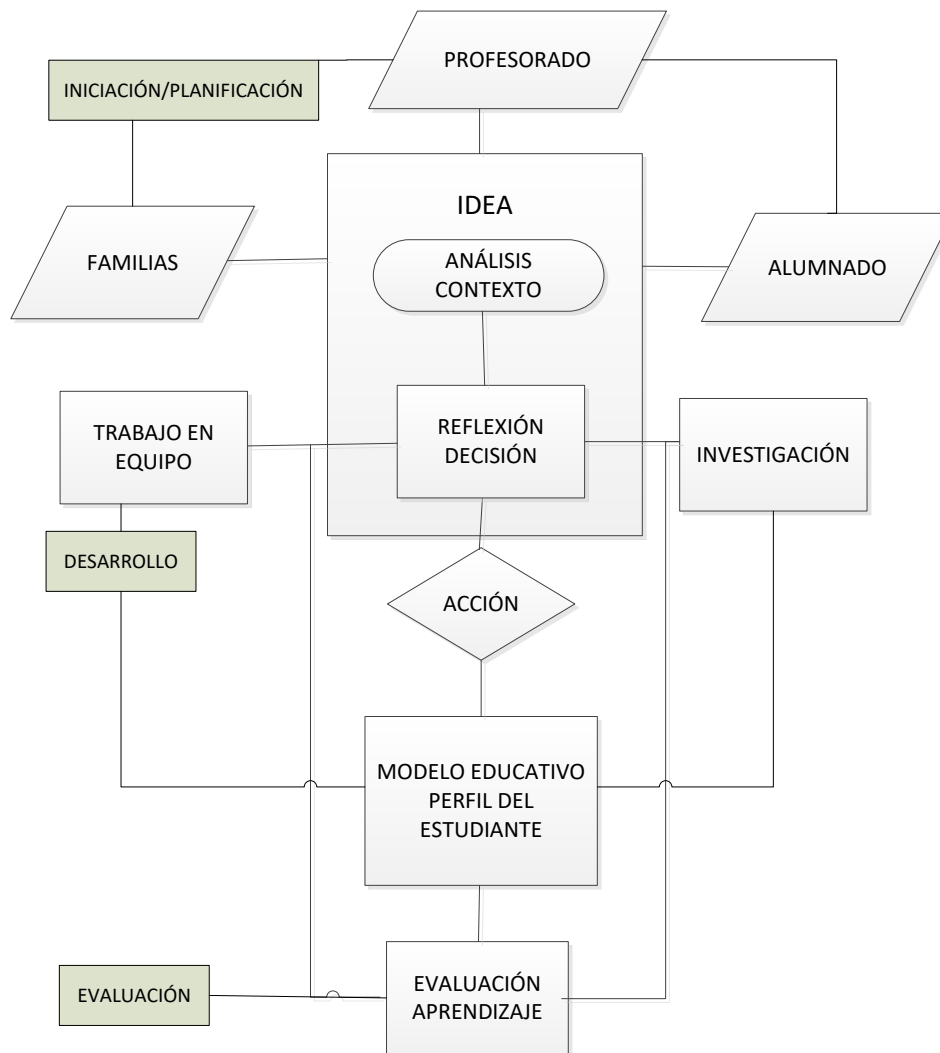 PROFESORADO
INICIACIÓN/PLANIFICACIÓN
IDEA
FAMILIAS
ANÁLISIS
CONTEXTO
ALUMNADO
TRABAJO EN
EQUIPO
REFLEXIÓN
DECISIÓN
INVESTIGACIÓN
DESARROLLO
ACCIÓN
MODELO EDUCATIVO
PERFIL DEL
ESTUDIANTE
EVALUACIÓN
EVALUACIÓN
APRENDIZAJE